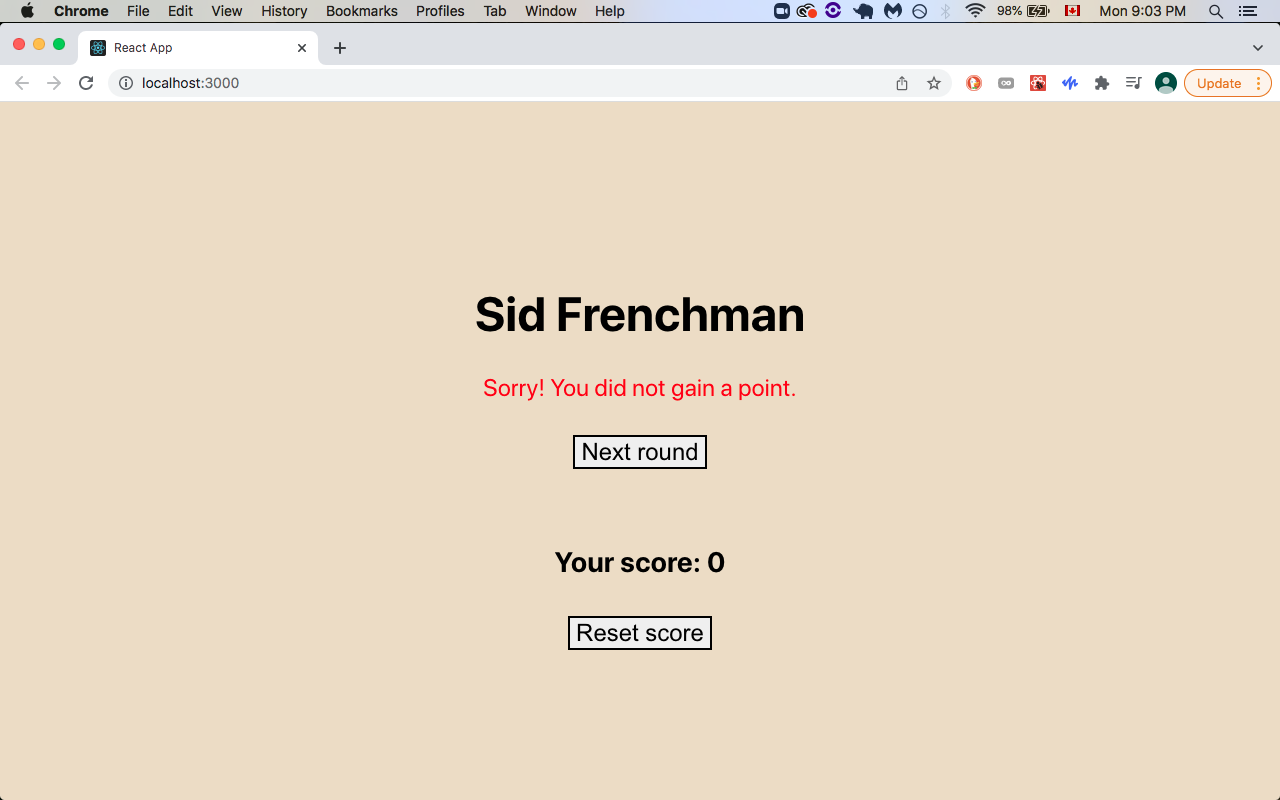 Chrome File Edit View History Bookmarks Profiles Tab Window Help 98% Mon 9:03 PM
React App
localhost:3000 Update
Sid Frenchman
Sorry! You did not gain a point.
Next round
Your score: 0
Reset score